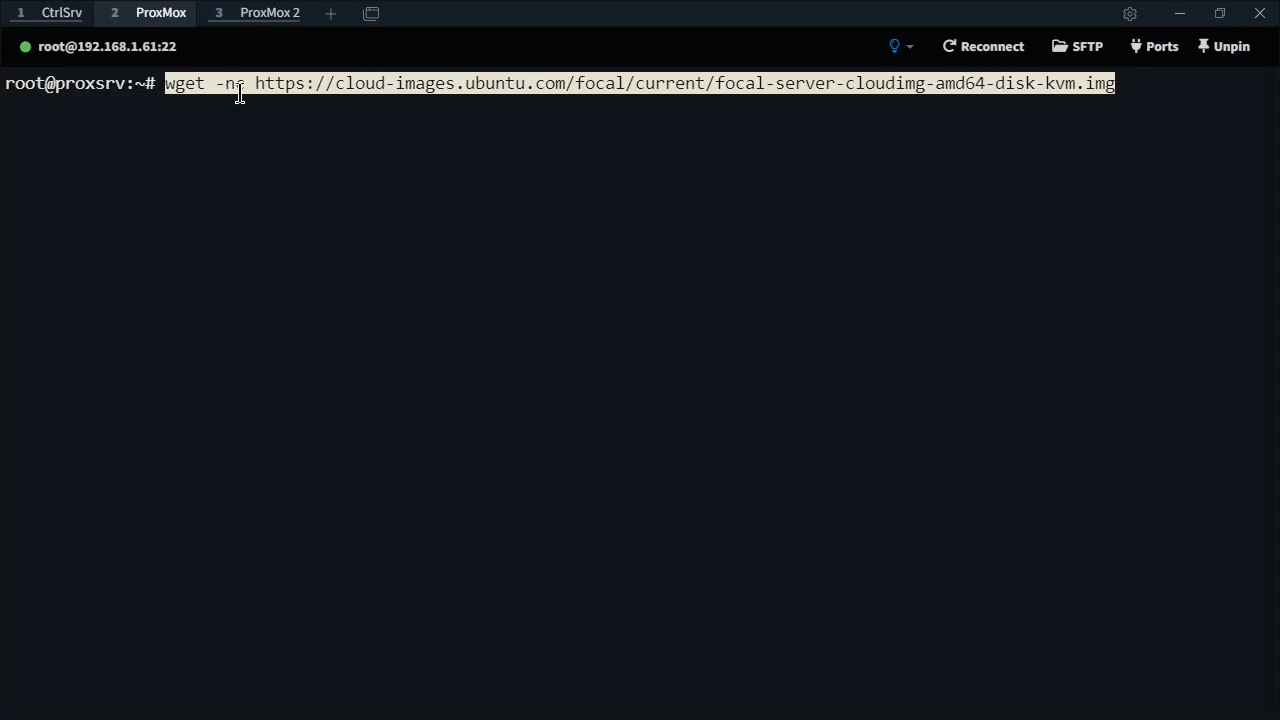 1 CtrlSrv 2 ProxMox 3 ProxMox 2
root@192.168.1.61:22 Reconnect SFTP Ports Unpin
root@proxsrv:~# wget -nc https://cloud-images.ubuntu.com/focal/current/focal-server-cloudimg-amd64-disk-kvm.img